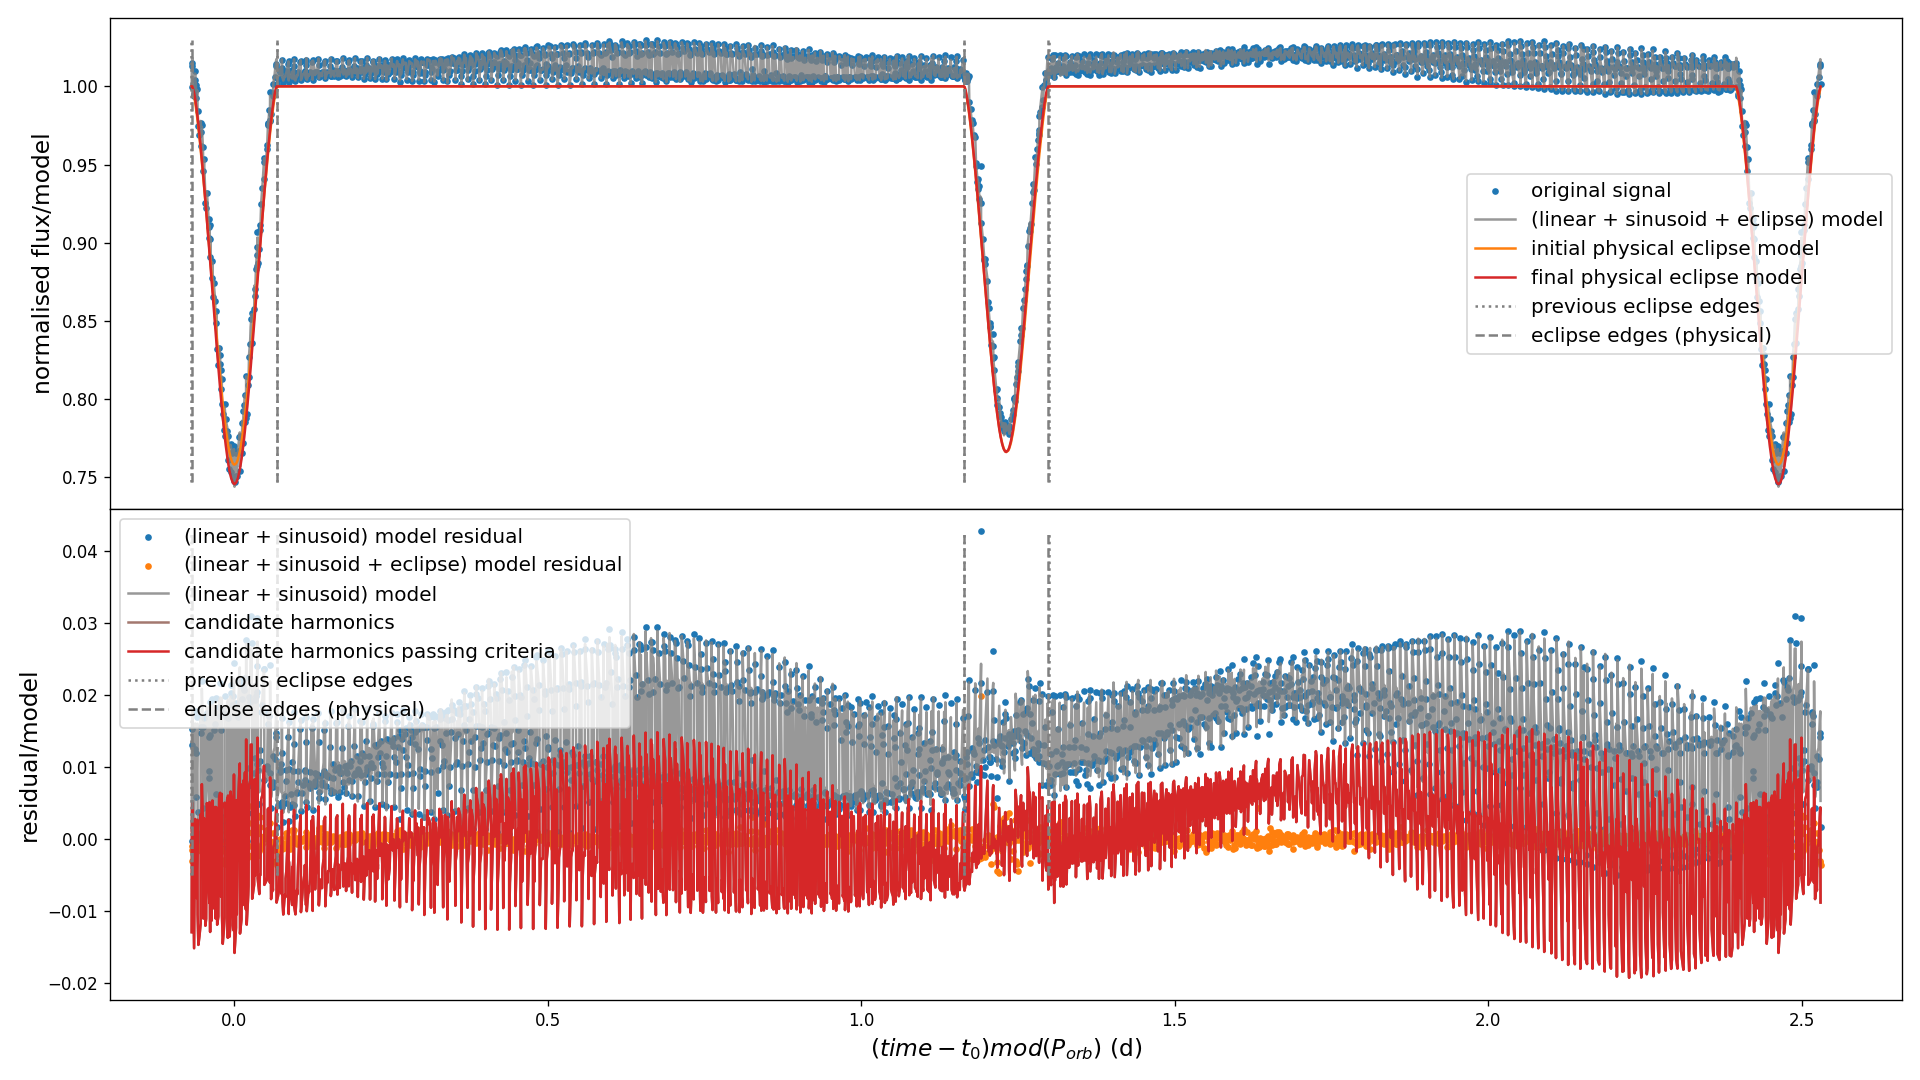 normalised flux/model
1.00
0.95
0.90
0.85
0.80
0.75
original signal
(linear + sinusoid + eclipse) model
initial physical eclipse model
final physical eclipse model
previous eclipse edges
eclipse edges (physical)
residual/model
0.04
0.03
0.02
0.01
0.00
−0.01
−0.02
(linear + sinusoid) model residual
(linear + sinusoid + eclipse) model residual
(linear + sinusoid) model
candidate harmonics
candidate harmonics passing criteria
previous eclipse edges
eclipse edges (physical)
0.0 0.5 1.0 1.5 2.0 2.5
(time − t₀)mod(Pₒᵣb) (d)